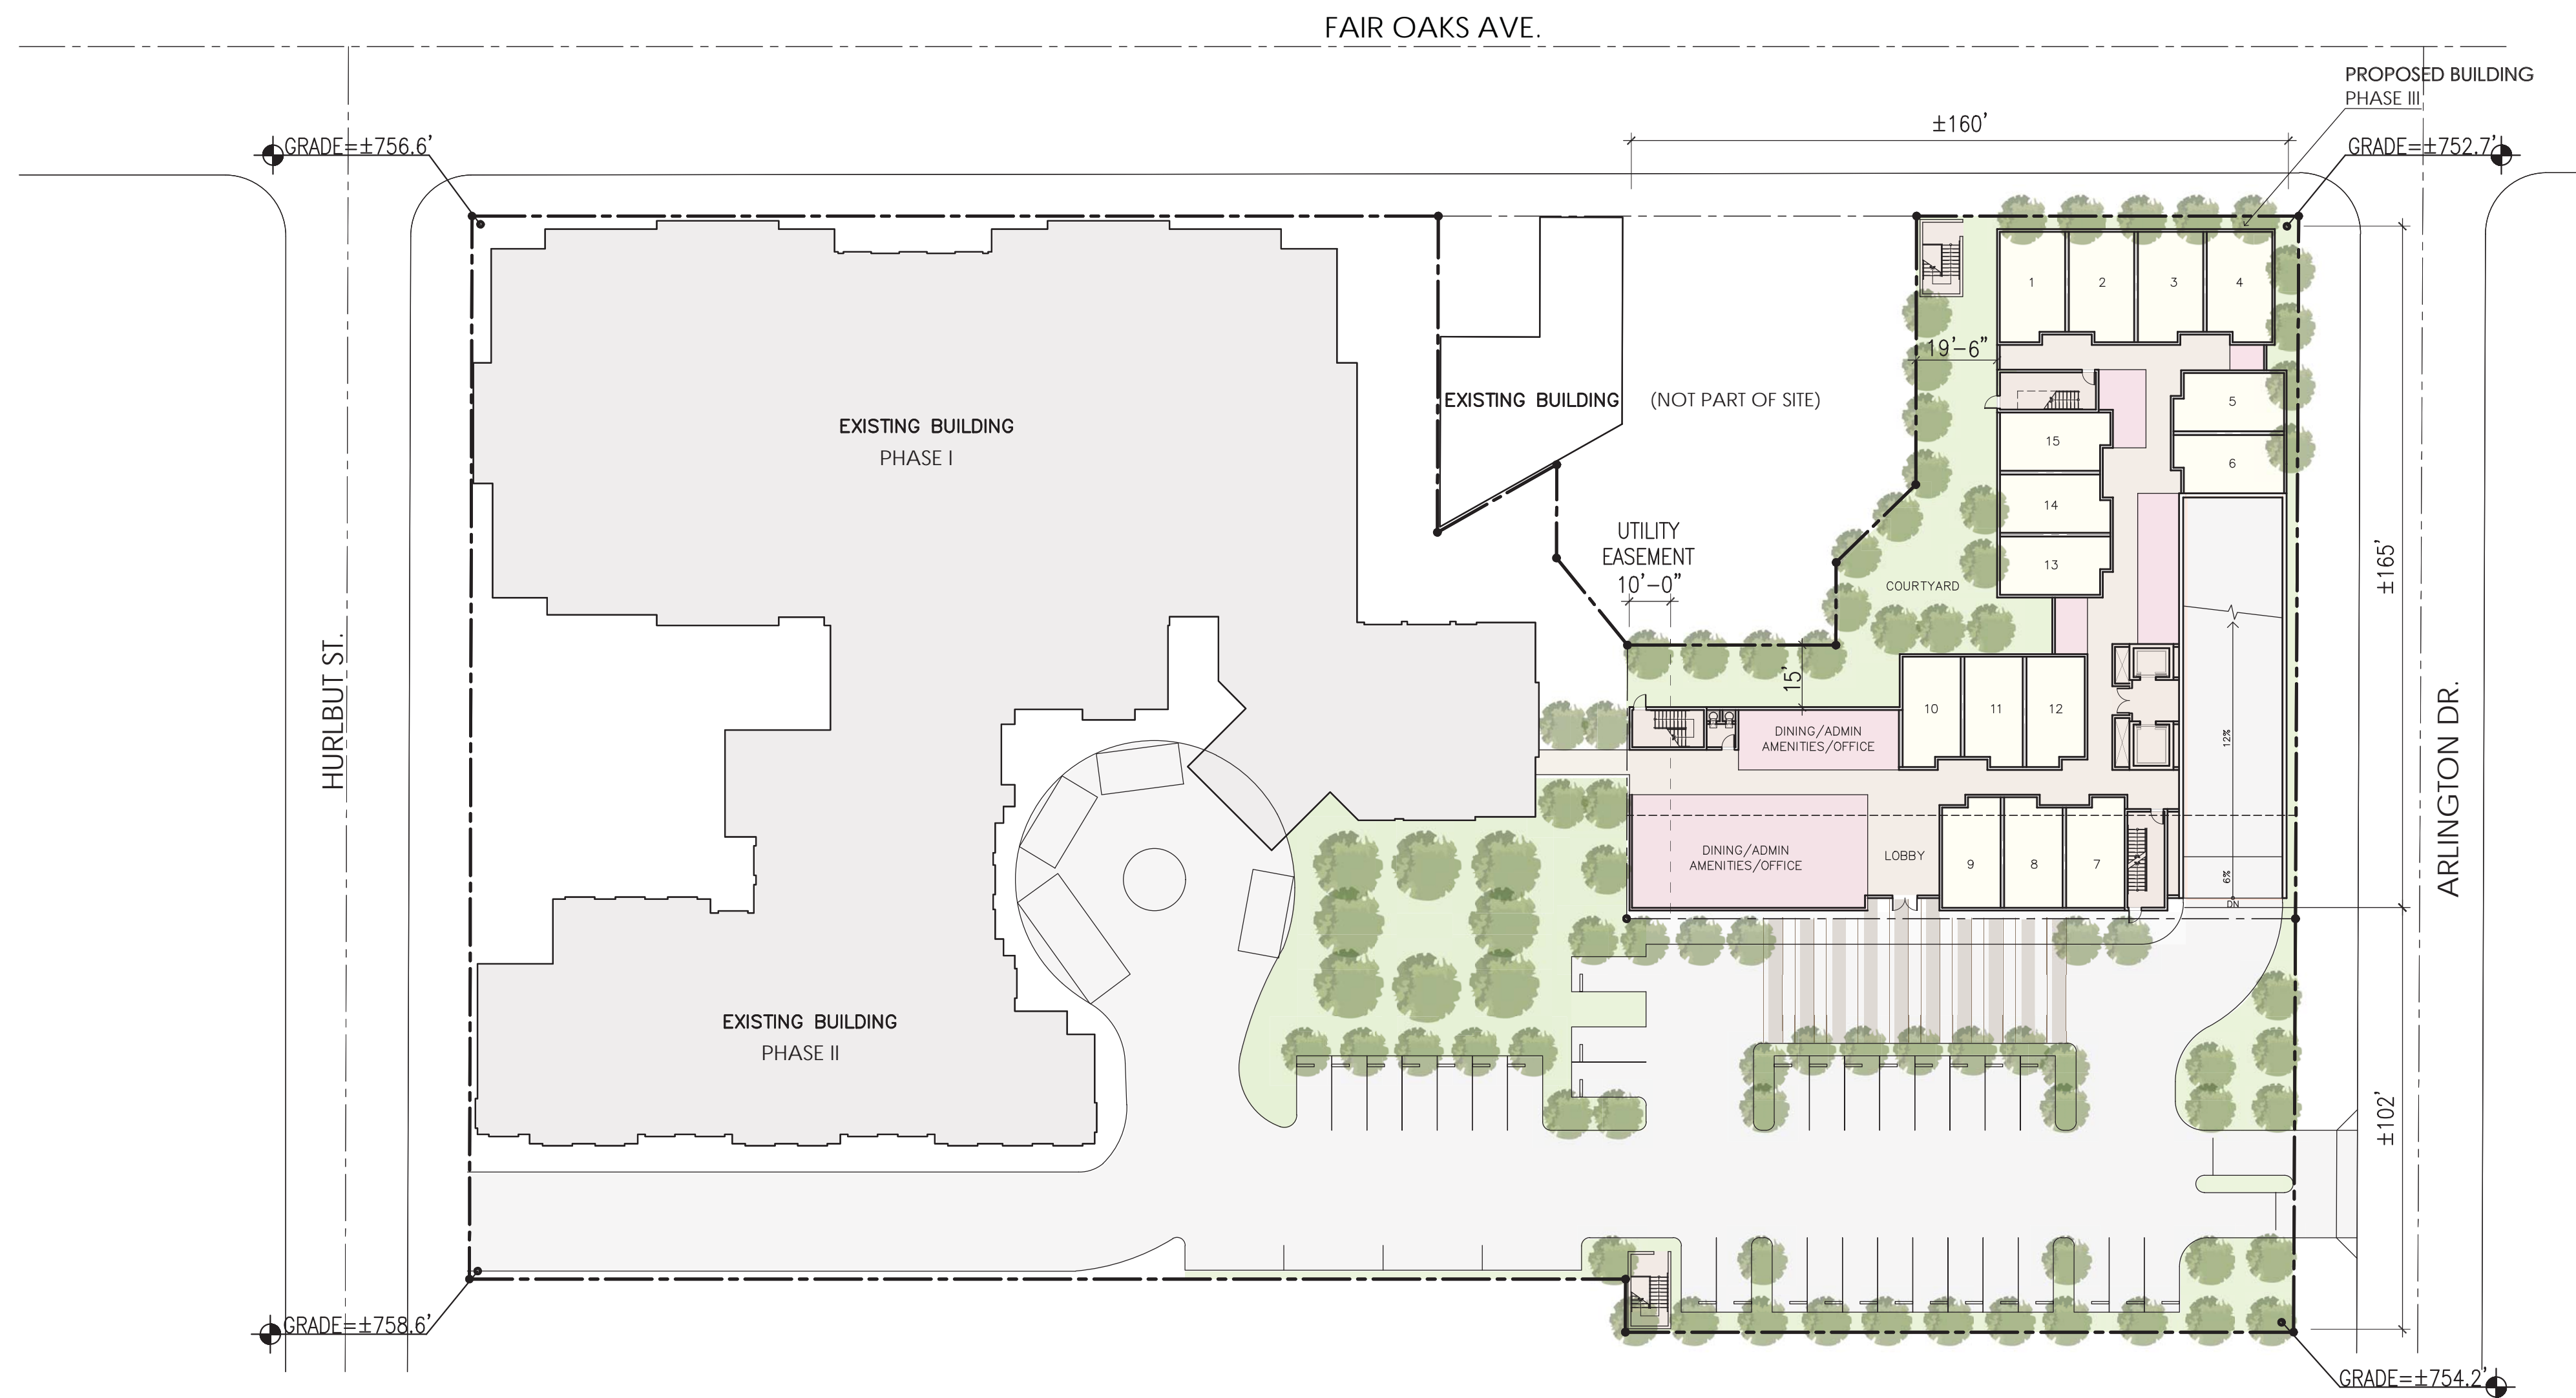 FAIR OAKS AVE.
PROPOSED BUILDING
PHASE III
±160'
GRADE=±756.6'
GRADE=±752.7'
1
2
3
4
19'-6"
EXISTING BUILDING
(NOT PART OF SITE)
5
EXISTING BUILDING
PHASE I
15
6
14
UTILITY
EASEMENT
10'-0"
13
COURTYARD
±165'
HURLBUT ST.
ARLINGTON DR.
15'
10
11
12
DINING/ADMIN
AMENITIES/OFFICE
12%
DINING/ADMIN
AMENITIES/OFFICE
LOBBY
9
8
7
6%
DN
EXISTING BUILDING
PHASE II
±102'
GRADE=±758.6'
GRADE=±754.2'